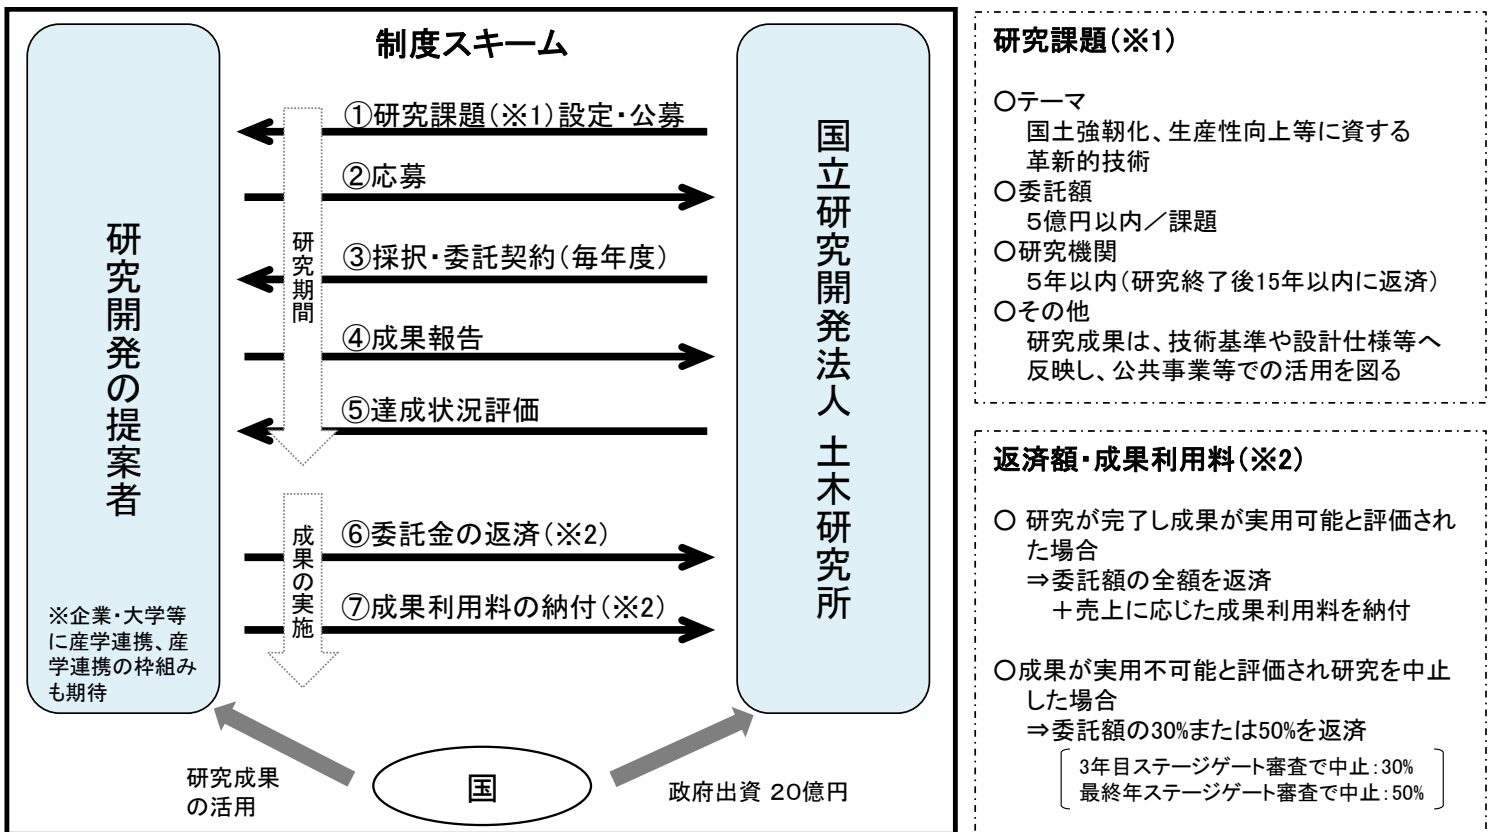 制度スキーム
研究開発の提案者
※企業・大学等
に産学連携、産
学連携の枠組み
も期待
①研究課題(※1)設定・公募
②応募
③採択・委託契約(毎年度)
④成果報告
⑤達成状況評価
研究期間
⑥委託金の返済(※2)
⑦成果利用料の納付(※2)
成果の実施
国立研究開発法人 土木研究所
研究成果
の活用
国
政府出資 20億円
研究課題(※1)
○テーマ
国土強靭化、生産性向上等に資する
革新的技術
○委託額
5億円以内/課題
○研究機関
5年以内(研究終了後15年以内に返済)
○その他
研究成果は、技術基準や設計仕様等へ
反映し、公共事業等での活用を図る
返済額・成果利用料(※2)
○ 研究が完了し成果が実用可能と評価され
た場合
⇒委託額の全額を返済
+売上に応じた成果利用料を納付
○成果が実用不可能と評価され研究を中止
した場合
⇒委託額の30%または50%を返済
3年目ステージゲート審査で中止:30%
最終年ステージゲート審査で中止:50%